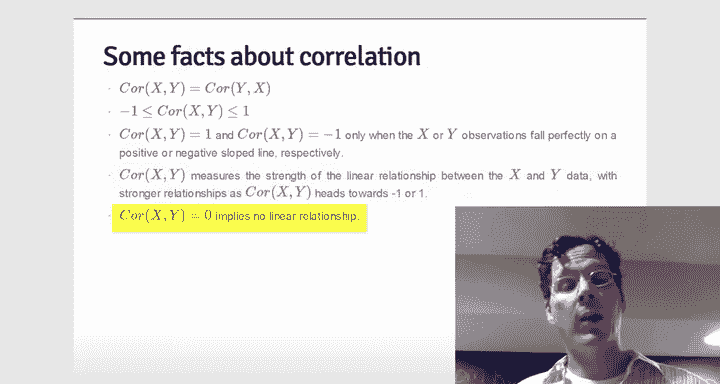 Some facts about correlation
· Cor(X, Y) = Cor(Y, X)
· −1 ≤ Cor(X, Y) ≤ 1
· Cor(X, Y) = 1 and Cor(X, Y) = −1 only when the X or Y observations fall perfectly on a
positive or negative sloped line, respectively.
· Cor(X, Y) measures the strength of the linear relationship between the X and Y data, with
stronger relationships as Cor(X, Y) heads towards -1 or 1.
· Cor(X, Y) = 0 implies no linear relationship.